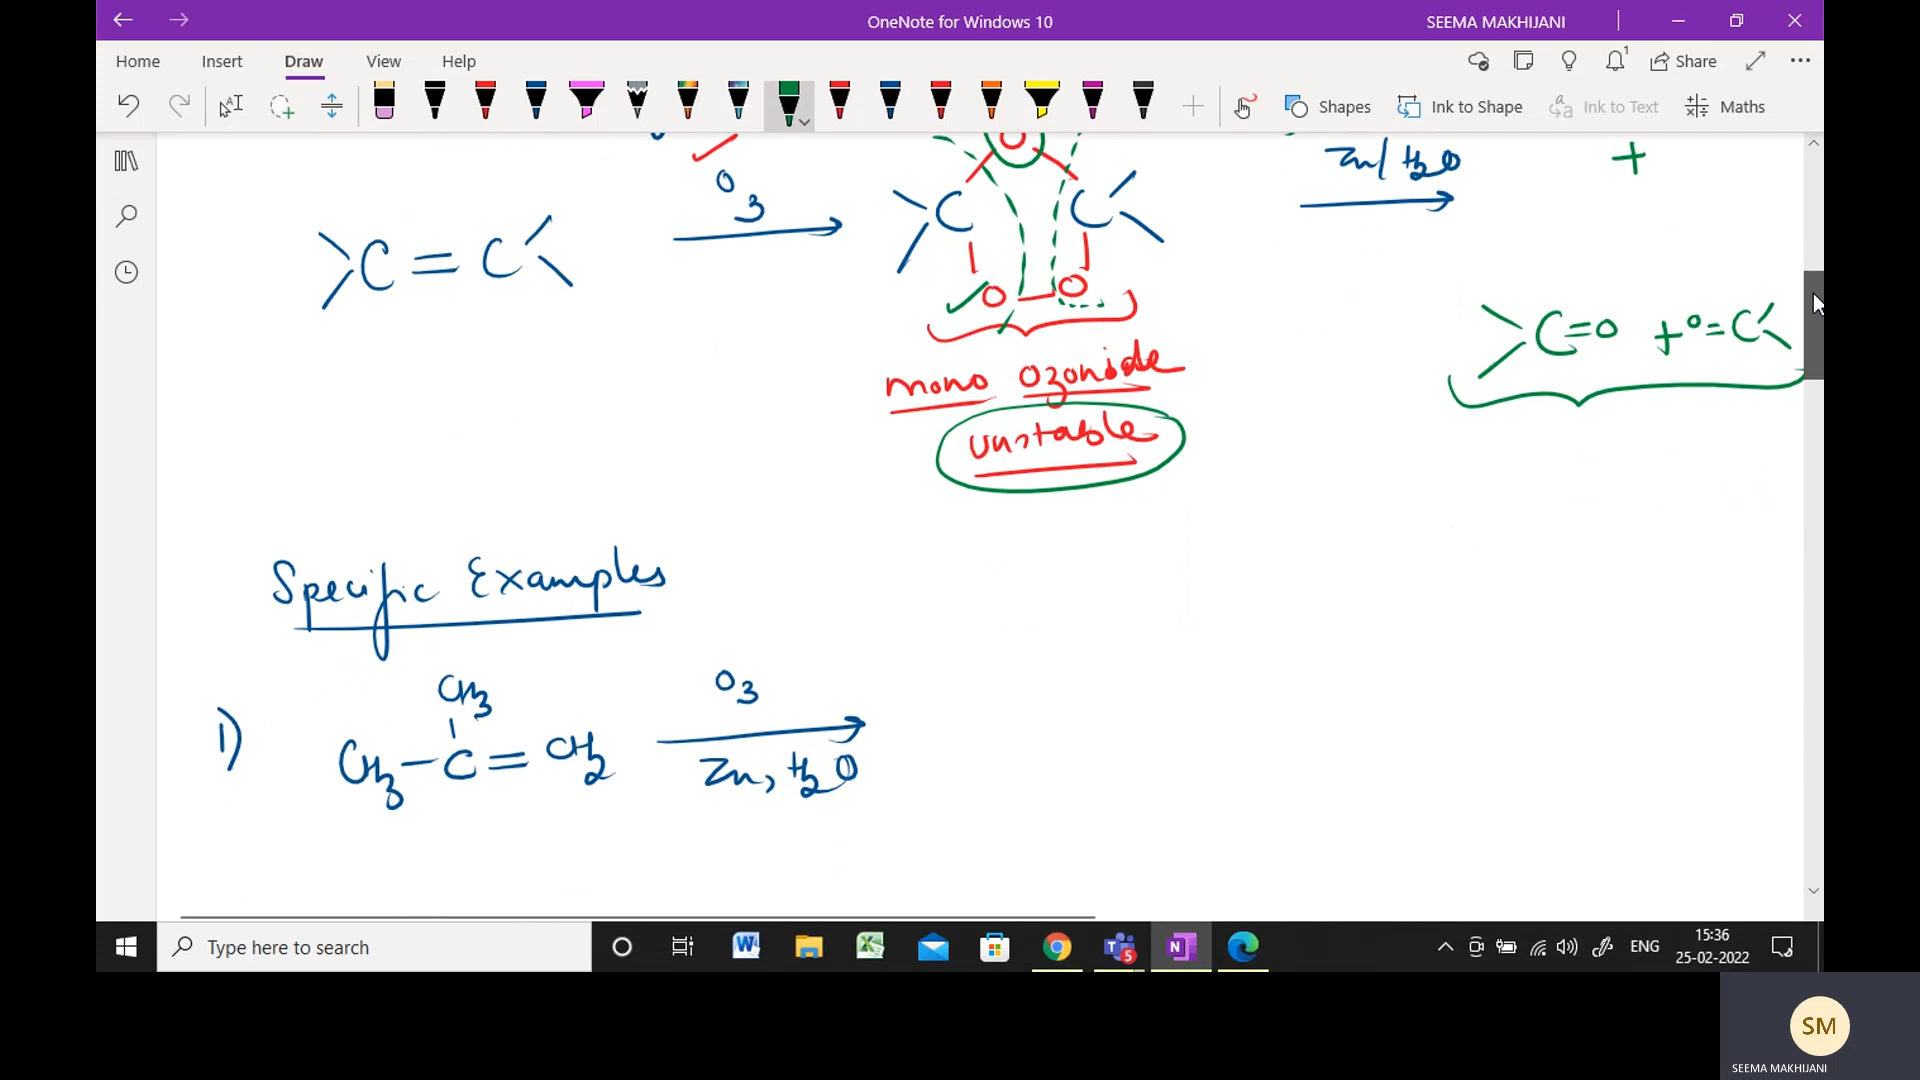 OneNote for Windows 10
SEEMA MAKHIJANI
Home Insert Draw View Help
1
Share
Shapes Ink to Shape Ink to Text Maths
O
Zn/H2O
+
O3
C
C
>C=C<
O—O
>C=O + O=C<
mono ozonide
unstable
Specific Examples
CH3
1) CH3-C=CH2
O3
Zn, H2O
Type here to search
5
ENG
15:36
25-02-2022
SM
SEEMA MAKHIJANI